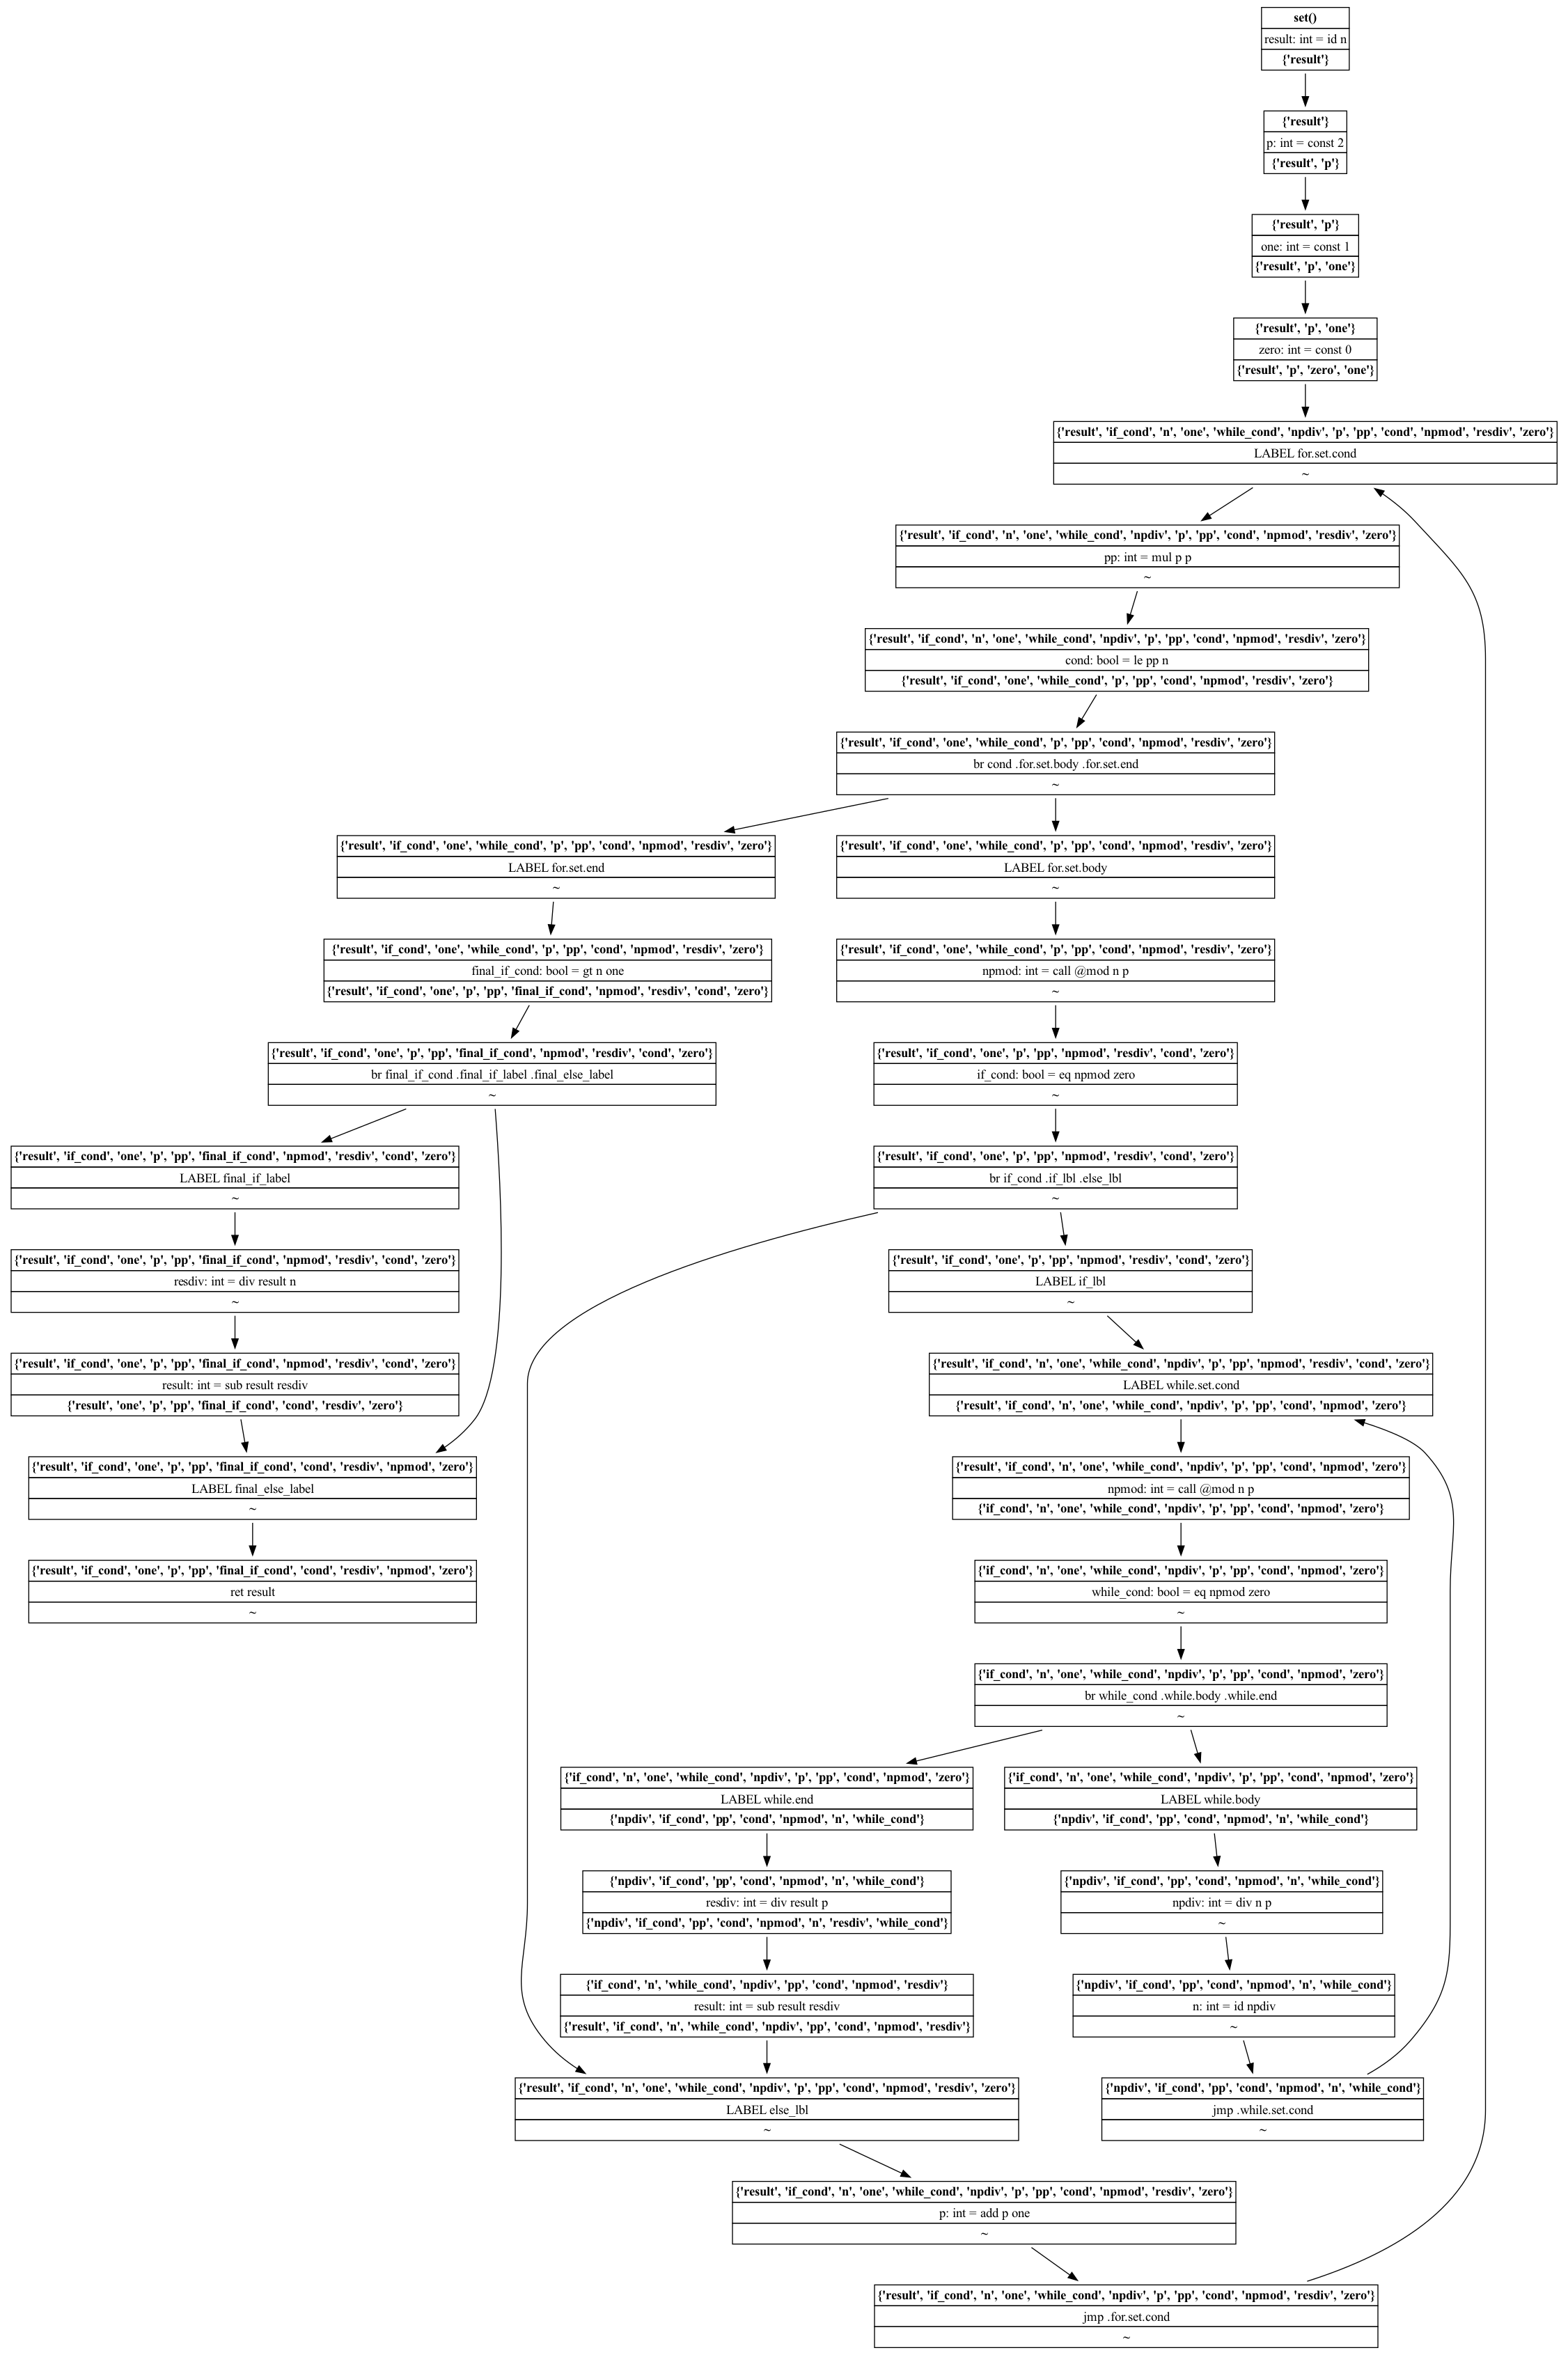 set()
result: int = id n
{'result'}
{'result'}
p: int = const 2
{'result', 'p'}
{'result', 'p'}
one: int = const 1
{'result', 'p', 'one'}
{'result', 'p', 'one'}
zero: int = const 0
{'result', 'p', 'zero', 'one'}
{'result', 'if_cond', 'n', 'one', 'while_cond', 'npdiv', 'p', 'pp', 'cond', 'npmod', 'resdiv', 'zero'}
LABEL for.set.cond
~
{'result', 'if_cond', 'n', 'one', 'while_cond', 'npdiv', 'p', 'pp', 'cond', 'npmod', 'resdiv', 'zero'}
pp: int = mul p p
~
{'result', 'if_cond', 'n', 'one', 'while_cond', 'npdiv', 'p', 'pp', 'cond', 'npmod', 'resdiv', 'zero'}
cond: bool = le pp n
{'result', 'if_cond', 'one', 'while_cond', 'p', 'pp', 'cond', 'npmod', 'resdiv', 'zero'}
{'result', 'if_cond', 'one', 'while_cond', 'p', 'pp', 'cond', 'npmod', 'resdiv', 'zero'}
br cond .for.set.body .for.set.end
~
{'result', 'if_cond', 'one', 'while_cond', 'p', 'pp', 'cond', 'npmod', 'resdiv', 'zero'}
LABEL for.set.end
~
{'result', 'if_cond', 'one', 'while_cond', 'p', 'pp', 'cond', 'npmod', 'resdiv', 'zero'}
LABEL for.set.body
~
{'result', 'if_cond', 'one', 'while_cond', 'p', 'pp', 'cond', 'npmod', 'resdiv', 'zero'}
final_if_cond: bool = gt n one
{'result', 'if_cond', 'one', 'p', 'pp', 'final_if_cond', 'npmod', 'resdiv', 'cond', 'zero'}
{'result', 'if_cond', 'one', 'while_cond', 'p', 'pp', 'cond', 'npmod', 'resdiv', 'zero'}
npmod: int = call @mod n p
~
{'result', 'if_cond', 'one', 'p', 'pp', 'final_if_cond', 'npmod', 'resdiv', 'cond', 'zero'}
br final_if_cond .final_if_label .final_else_label
~
{'result', 'if_cond', 'one', 'p', 'pp', 'npmod', 'resdiv', 'cond', 'zero'}
if_cond: bool = eq npmod zero
~
{'result', 'if_cond', 'one', 'p', 'pp', 'final_if_cond', 'npmod', 'resdiv', 'cond', 'zero'}
LABEL final_if_label
~
{'result', 'if_cond', 'one', 'p', 'pp', 'npmod', 'resdiv', 'cond', 'zero'}
br if_cond .if_lbl .else_lbl
~
{'result', 'if_cond', 'one', 'p', 'pp', 'final_if_cond', 'npmod', 'resdiv', 'cond', 'zero'}
resdiv: int = div result n
~
{'result', 'if_cond', 'one', 'p', 'pp', 'npmod', 'resdiv', 'cond', 'zero'}
LABEL if_lbl
~
{'result', 'if_cond', 'one', 'p', 'pp', 'final_if_cond', 'npmod', 'resdiv', 'cond', 'zero'}
result: int = sub result resdiv
{'result', 'one', 'p', 'pp', 'final_if_cond', 'cond', 'resdiv', 'zero'}
{'result', 'if_cond', 'n', 'one', 'while_cond', 'npdiv', 'p', 'pp', 'npmod', 'resdiv', 'cond', 'zero'}
LABEL while.set.cond
{'result', 'if_cond', 'n', 'one', 'while_cond', 'npdiv', 'p', 'pp', 'cond', 'npmod', 'zero'}
{'result', 'if_cond', 'one', 'p', 'pp', 'final_if_cond', 'cond', 'resdiv', 'npmod', 'zero'}
LABEL final_else_label
~
{'result', 'if_cond', 'n', 'one', 'while_cond', 'npdiv', 'p', 'pp', 'cond', 'npmod', 'zero'}
npmod: int = call @mod n p
{'if_cond', 'n', 'one', 'while_cond', 'npdiv', 'p', 'pp', 'cond', 'npmod', 'zero'}
{'result', 'if_cond', 'one', 'p', 'pp', 'final_if_cond', 'cond', 'resdiv', 'npmod', 'zero'}
ret result
~
{'if_cond', 'n', 'one', 'while_cond', 'npdiv', 'p', 'pp', 'cond', 'npmod', 'zero'}
while_cond: bool = eq npmod zero
~
{'if_cond', 'n', 'one', 'while_cond', 'npdiv', 'p', 'pp', 'cond', 'npmod', 'zero'}
br while_cond .while.body .while.end
~
{'if_cond', 'n', 'one', 'while_cond', 'npdiv', 'p', 'pp', 'cond', 'npmod', 'zero'}
LABEL while.end
{'npdiv', 'if_cond', 'pp', 'cond', 'npmod', 'n', 'while_cond'}
{'if_cond', 'n', 'one', 'while_cond', 'npdiv', 'p', 'pp', 'cond', 'npmod', 'zero'}
LABEL while.body
{'npdiv', 'if_cond', 'pp', 'cond', 'npmod', 'n', 'while_cond'}
{'npdiv', 'if_cond', 'pp', 'cond', 'npmod', 'n', 'while_cond'}
resdiv: int = div result p
{'npdiv', 'if_cond', 'pp', 'cond', 'npmod', 'n', 'resdiv', 'while_cond'}
{'npdiv', 'if_cond', 'pp', 'cond', 'npmod', 'n', 'while_cond'}
npdiv: int = div n p
~
{'if_cond', 'n', 'while_cond', 'npdiv', 'pp', 'cond', 'npmod', 'resdiv'}
result: int = sub result resdiv
{'result', 'if_cond', 'n', 'while_cond', 'npdiv', 'pp', 'cond', 'npmod', 'resdiv'}
{'npdiv', 'if_cond', 'pp', 'cond', 'npmod', 'n', 'while_cond'}
n: int = id npdiv
~
{'result', 'if_cond', 'n', 'one', 'while_cond', 'npdiv', 'p', 'pp', 'cond', 'npmod', 'resdiv', 'zero'}
LABEL else_lbl
~
{'npdiv', 'if_cond', 'pp', 'cond', 'npmod', 'n', 'while_cond'}
jmp .while.set.cond
~
{'result', 'if_cond', 'n', 'one', 'while_cond', 'npdiv', 'p', 'pp', 'cond', 'npmod', 'resdiv', 'zero'}
p: int = add p one
~
{'result', 'if_cond', 'n', 'one', 'while_cond', 'npdiv', 'p', 'pp', 'cond', 'npmod', 'resdiv', 'zero'}
jmp .for.set.cond
~